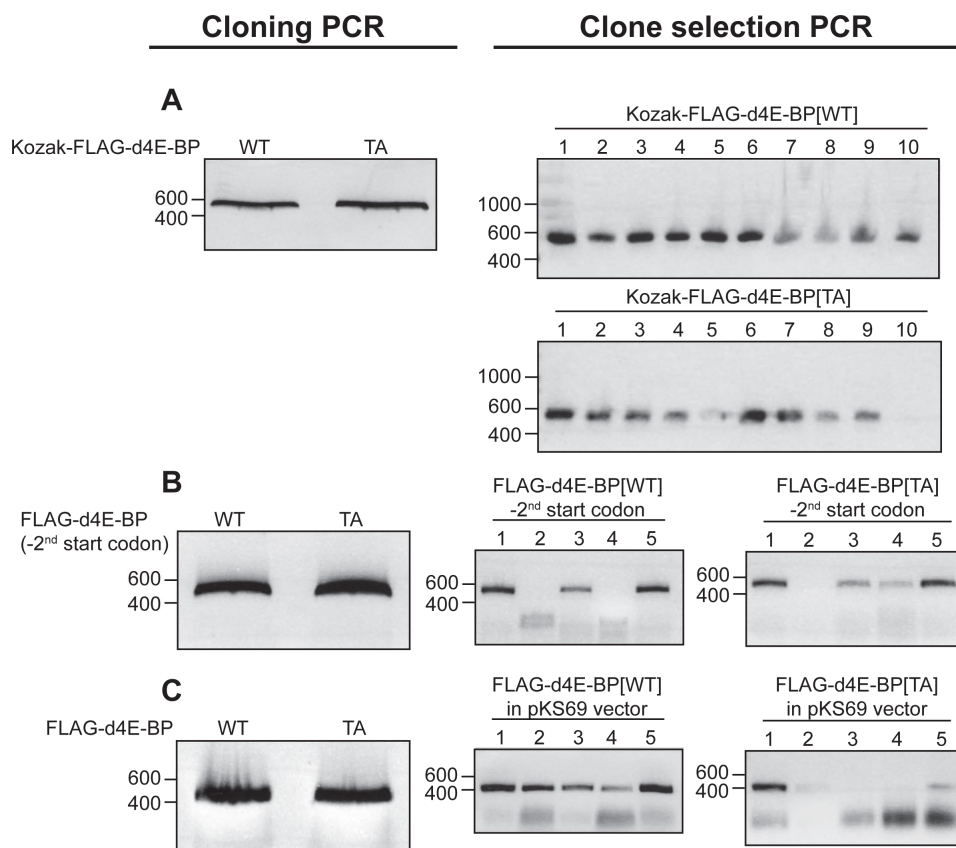 Cloning PCR
Clone selection PCR
A
Kozak-FLAG-d4E-BP
WT TA
600
400
Kozak-FLAG-d4E-BP[WT]
1 2 3 4 5 6 7 8 9 10
1000
600
400
Kozak-FLAG-d4E-BP[TA]
1 2 3 4 5 6 7 8 9 10
1000
600
400
B
FLAG-d4E-BP
(-2nd start codon)
WT TA
600
400
FLAG-d4E-BP[WT]
-2nd start codon
1 2 3 4 5
600
400
FLAG-d4E-BP[TA]
-2nd start codon
1 2 3 4 5
600
400
C
FLAG-d4E-BP
WT TA
600
400
FLAG-d4E-BP[WT]
in pKS69 vector
1 2 3 4 5
600
400
FLAG-d4E-BP[TA]
in pKS69 vector
1 2 3 4 5
600
400